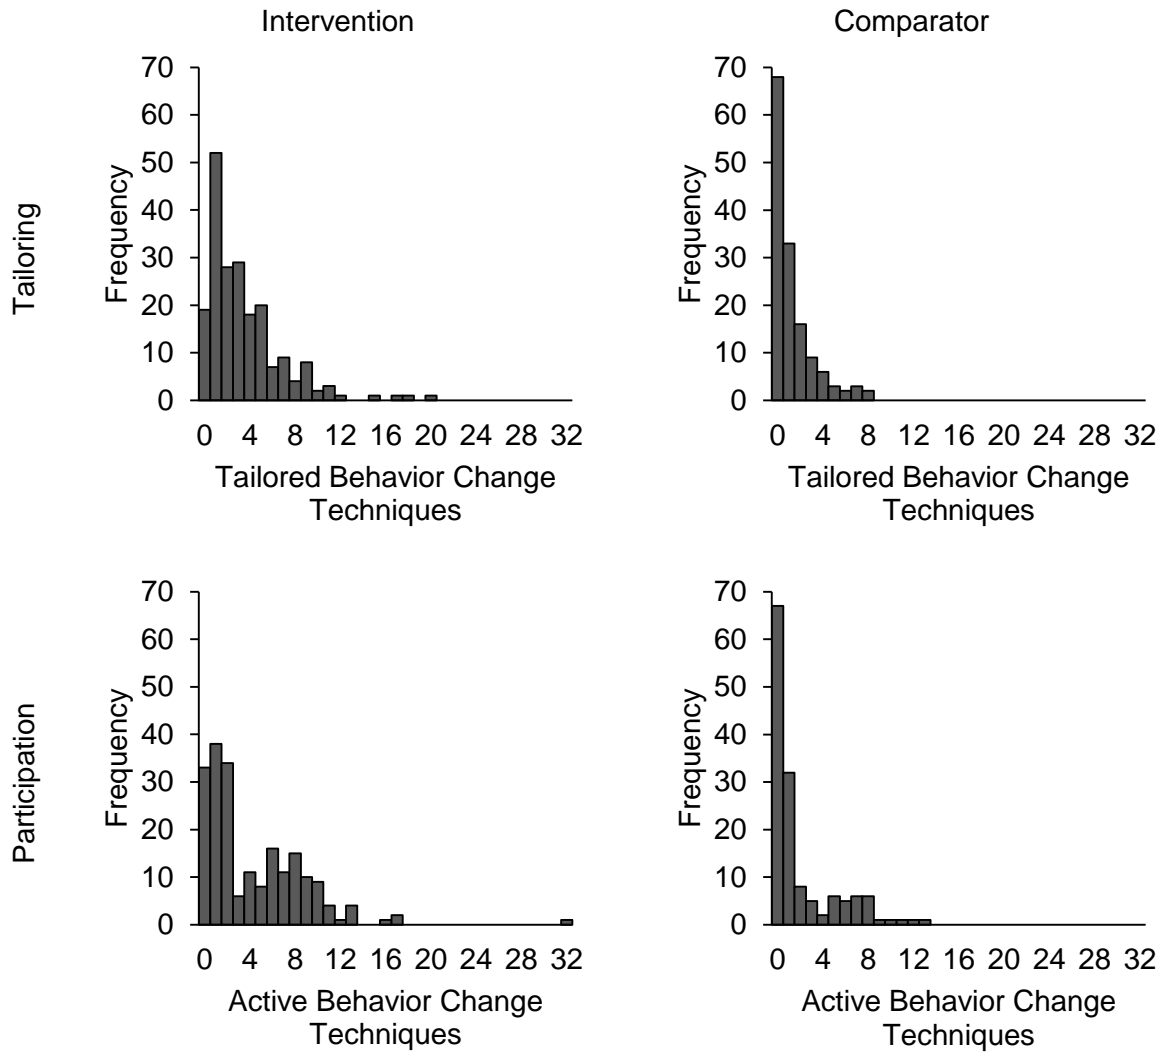 Intervention
Comparator
Tailoring
Frequency
70
60
50
40
30
20
10
0
0 4 8 12 16 20 24 28 32
Tailored Behavior Change
Techniques
Frequency
70
60
50
40
30
20
10
0
0 4 8 12 16 20 24 28 32
Tailored Behavior Change
Techniques
Participation
Frequency
70
60
50
40
30
20
10
0
0 4 8 12 16 20 24 28 32
Active Behavior Change
Techniques
Frequency
70
60
50
40
30
20
10
0
0 4 8 12 16 20 24 28 32
Active Behavior Change
Techniques